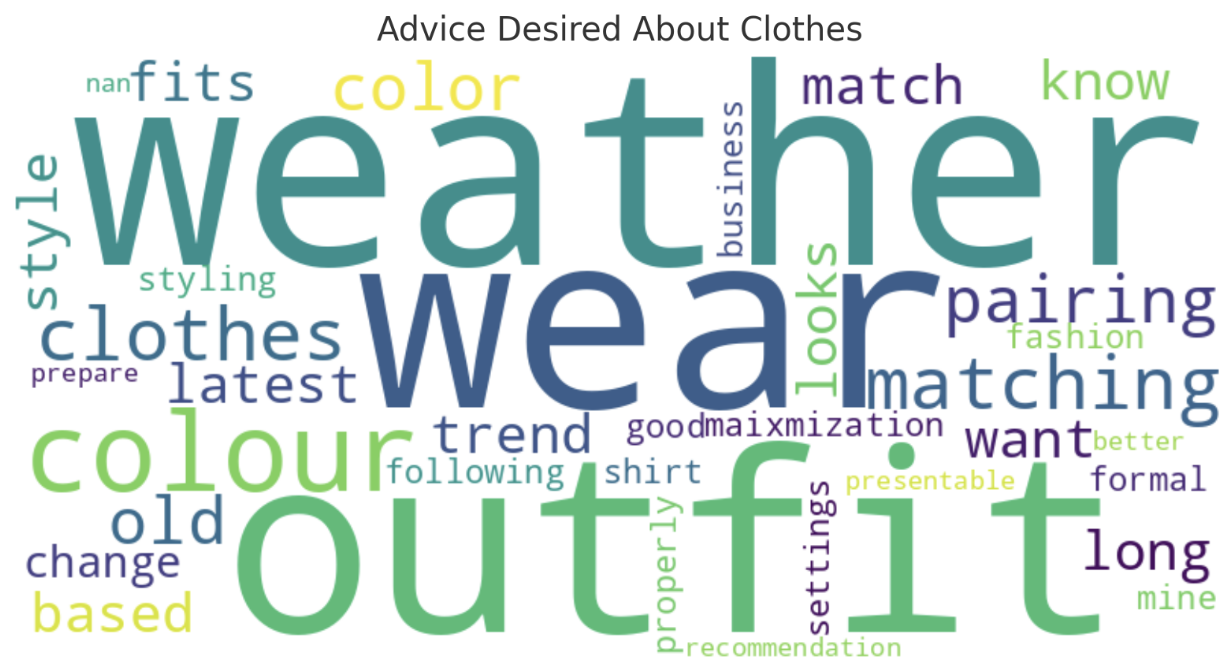 Advice Desired About Clothes
nan
fits
color
match
know
weather
business
style
styling
wear
looks
pairing
fashion
clothes
prepare
latest
matching
colour
trend
good
maixmization
want
better
following
shirt
presentable
formal
old
outfit
properly
settings
long
change
based
mine
recommendation